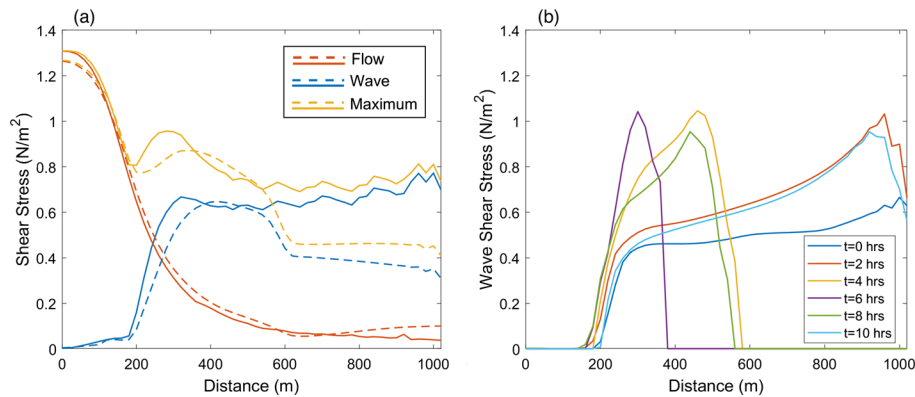 (a)
1.4
1.2
1
0.8
0.6
0.4
0.2
0
Shear Stress (N/m²)
Flow
Wave
Maximum
0 200 400 600 800 1000
Distance (m)
(b)
1.4
1.2
1
0.8
0.6
0.4
0.2
0
Wave Shear Stress (N/m²)
t=0 hrs
t=2 hrs
t=4 hrs
t=6 hrs
t=8 hrs
t=10 hrs
0 200 400 600 800 1000
Distance (m)